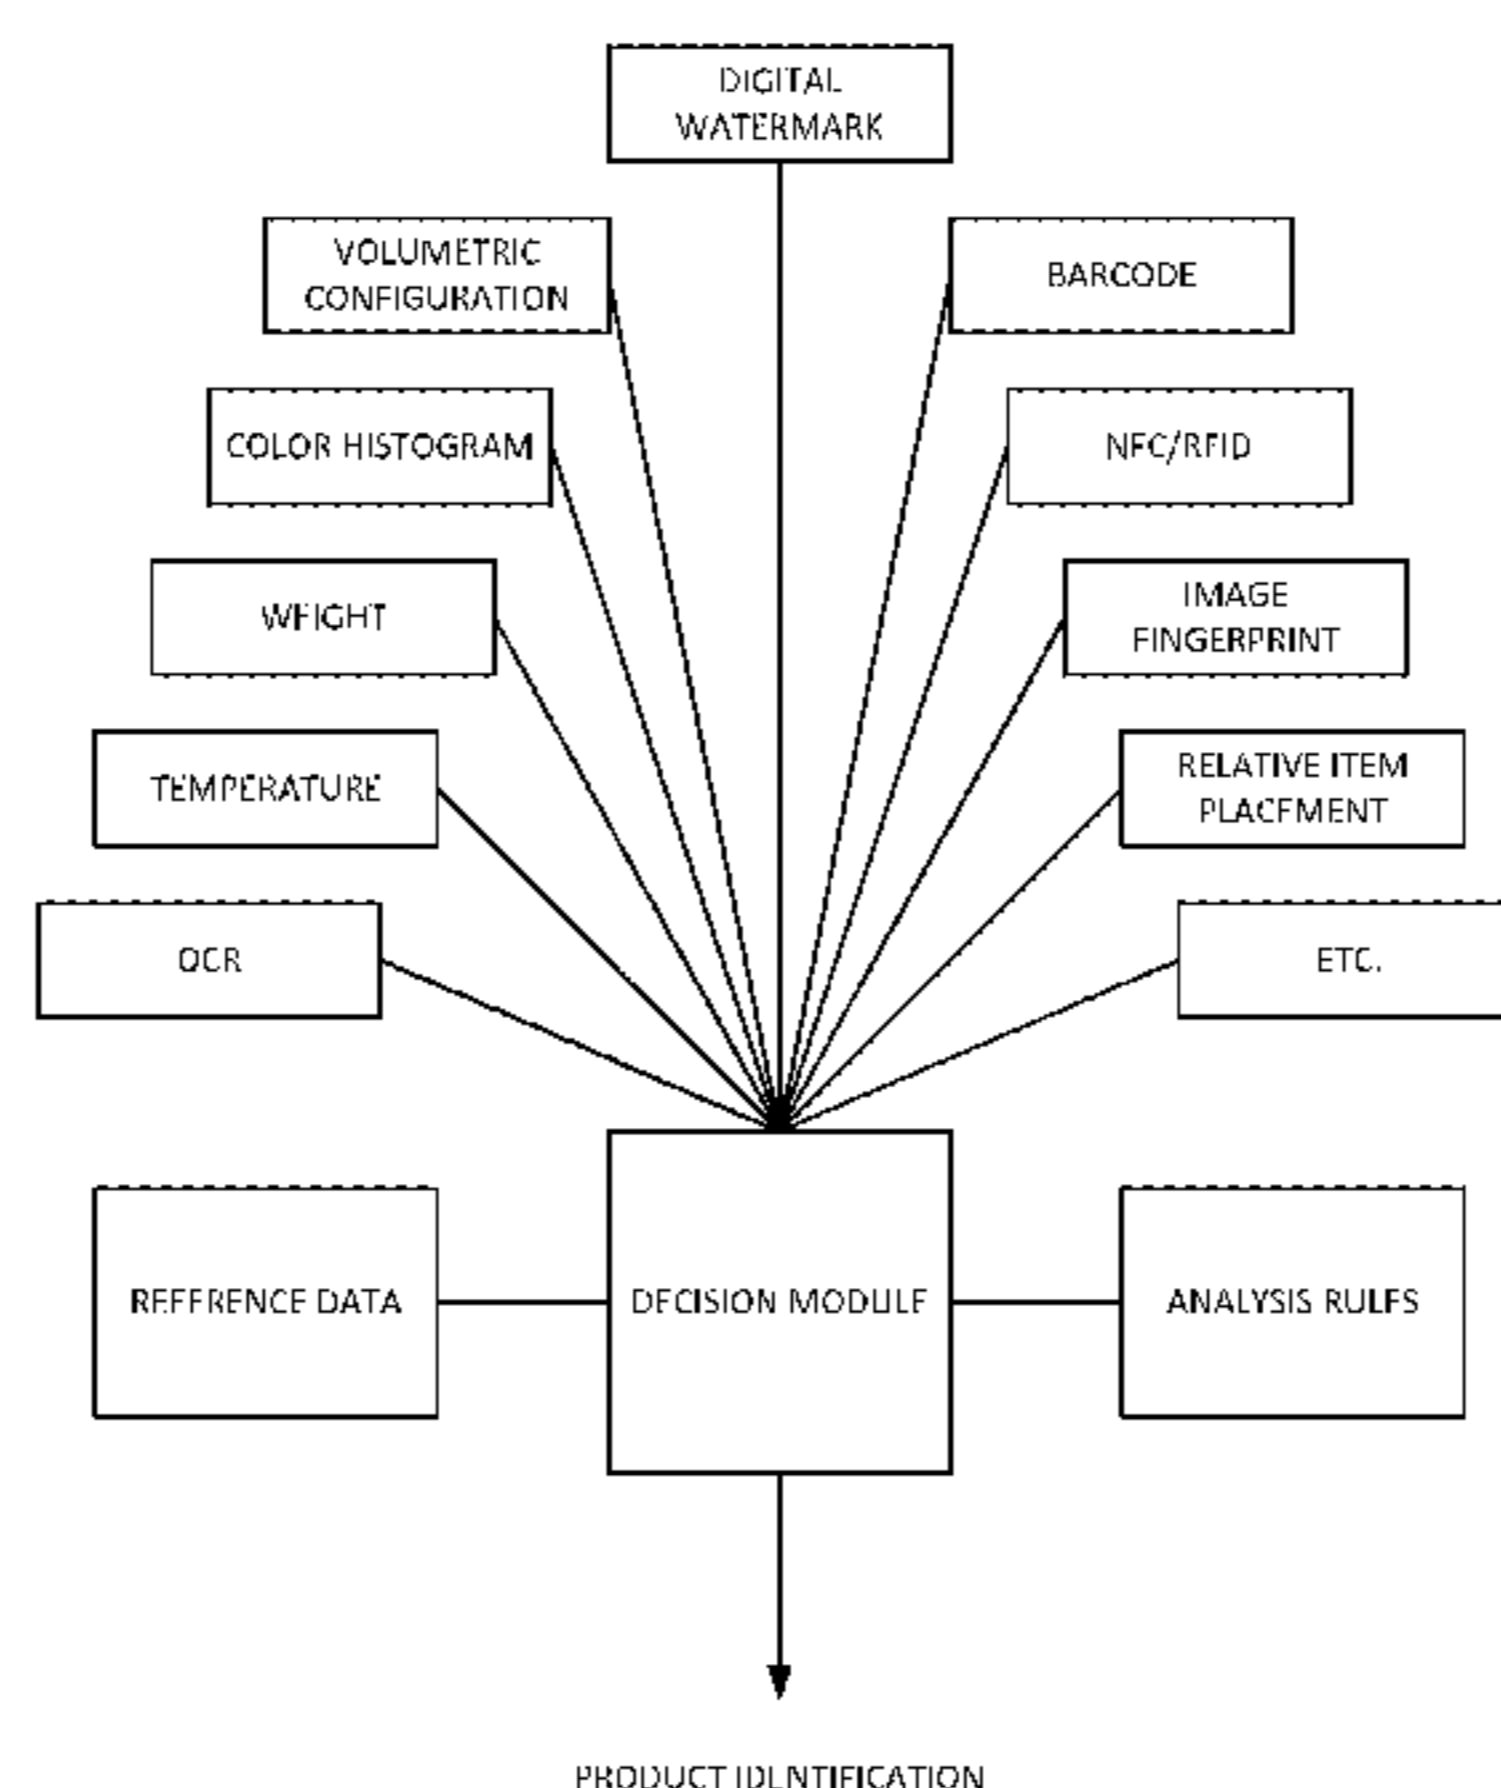 DIGITAL
WATERMARK
VOLUMETRIC
CONFIGURATION
BARCODE
COLOR HISTOGRAM
NFC/RFID
WEIGHT
IMAGE
FINGERPRINT
TEMPERATURE
RELATIVE ITEM
PLACEMENT
OCR
ETC.
REFERENCE DATA
DECISION MODULE
ANALYSIS RULES
PRODUCT IDENTIFICATION